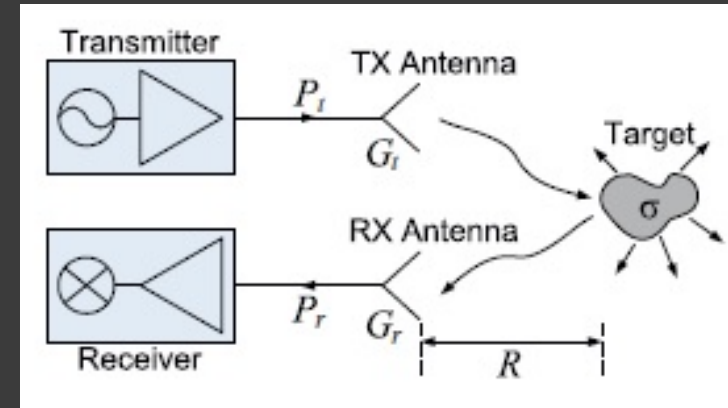 Transmitter
TX Antenna
Pt
Gt
Target
σ
RX Antenna
Pr
Gr
R
Receiver